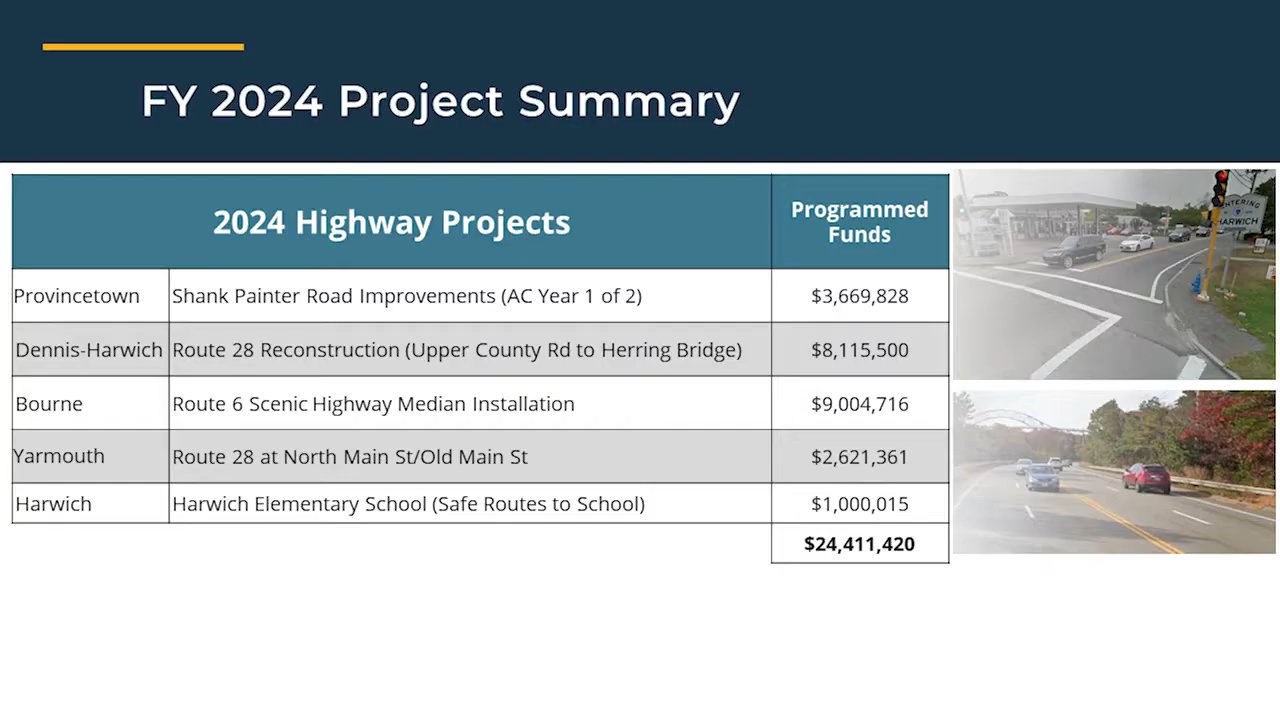 FY 2024 Project Summary
2024 Highway Projects
Programmed
Funds
Provincetown Shank Painter Road Improvements (AC Year 1 of 2) $3,669,828
Dennis-Harwich Route 28 Reconstruction (Upper County Rd to Herring Bridge) $8,115,500
Bourne Route 6 Scenic Highway Median Installation $9,004,716
Yarmouth Route 28 at North Main St/Old Main St $2,621,361
Harwich Harwich Elementary School (Safe Routes to School) $1,000,015
$24,411,420
HARWICH